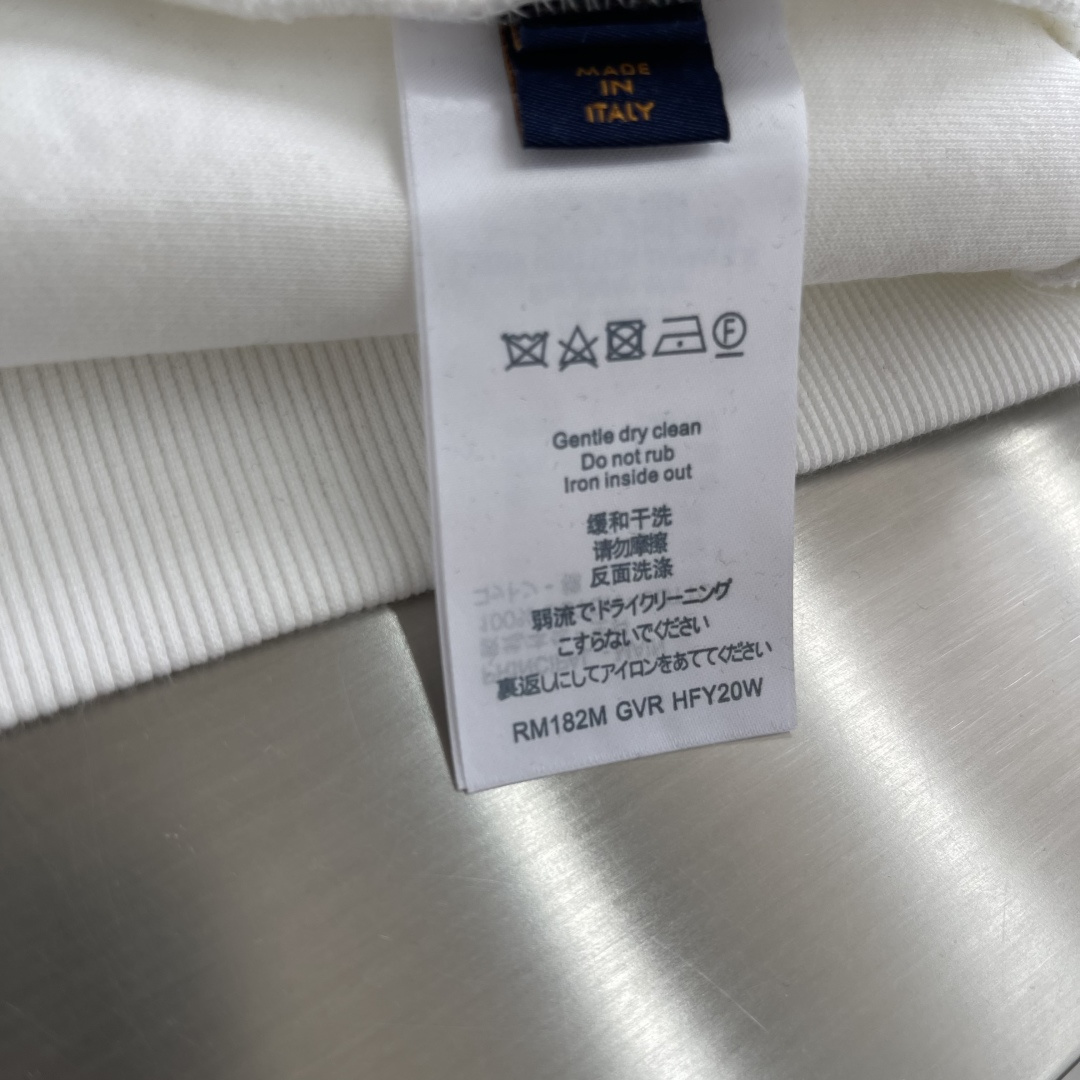 MADE
IN
ITALY
F
Gentle dry clean
Do not rub
Iron inside out
缓和干洗
请勿摩擦
反面洗涤
弱流でドライクリーニング
こすらないでください
裏返しにしてアイロンをあててください
RM182M GVR HFY20W